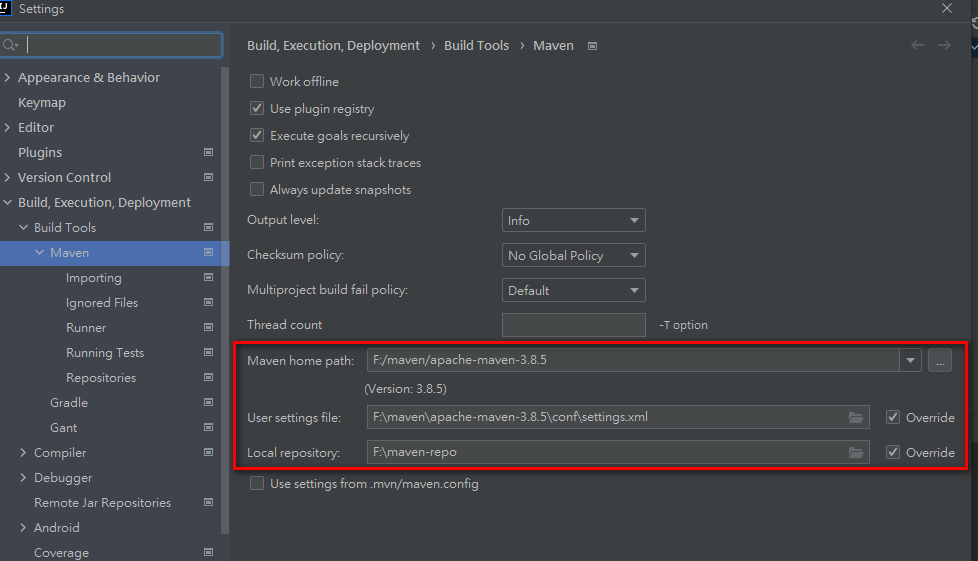 Settings
Build, Execution, Deployment › Build Tools › Maven
Appearance & Behavior
Keymap
Editor
Plugins
Version Control
Build, Execution, Deployment
Build Tools
Maven
Importing
Ignored Files
Runner
Running Tests
Repositories
Gradle
Gant
Compiler
Debugger
Remote Jar Repositories
Android
Coverage
Work offline
Use plugin registry
Execute goals recursively
Print exception stack traces
Always update snapshots
Output level: Info
Checksum policy: No Global Policy
Multiproject build fail policy: Default
Thread count -T option
Maven home path: F:/maven/apache-maven-3.8.5 ...
(Version: 3.8.5)
User settings file: F:\maven\apache-maven-3.8.5\conf\settings.xml Override
Local repository: F:\maven-repo Override
Use settings from .mvn/maven.config